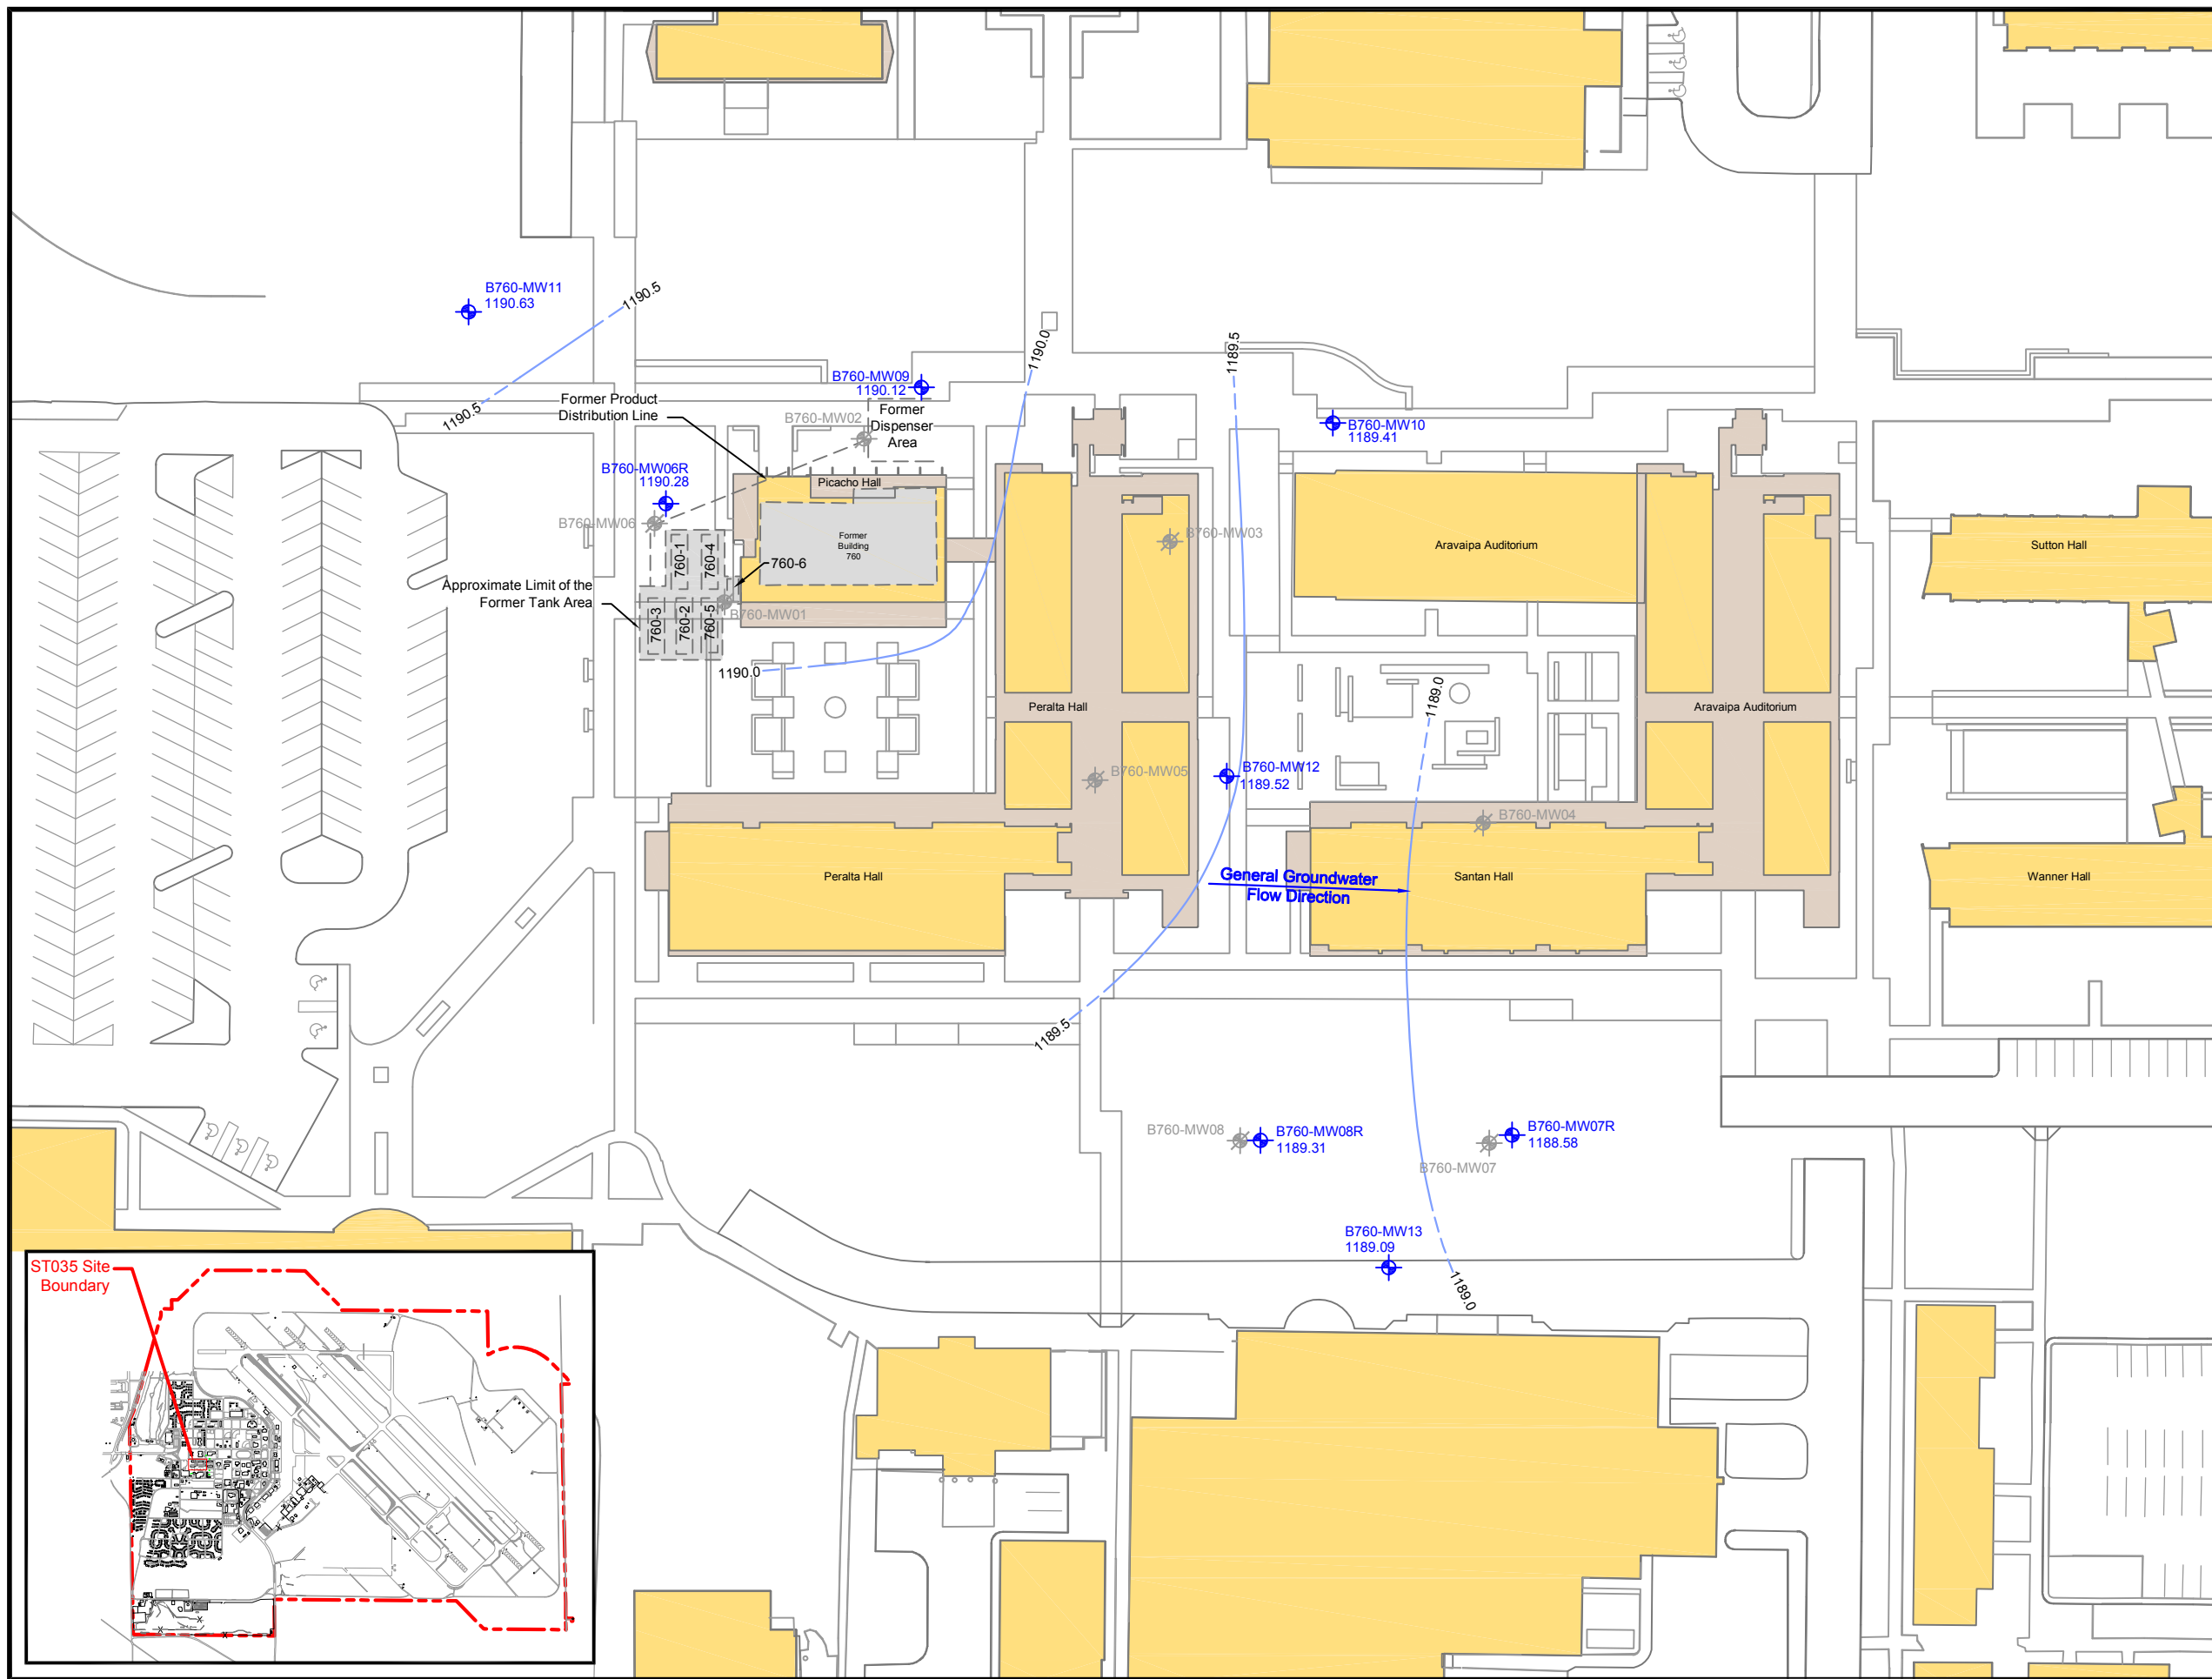 B760-MW11
1190.63
1190.5
1190.5
1190.0
1189.5
B760-MW09
1190.12
Former Product
Distribution Line
B760-MW02
Former
Dispenser
Area
B760-MW10
1189.41
B760-MW06R
1190.28
Picacho Hall
B760-MW06
Former
Building
760
B760-MW03
Aravaipa Auditorium
Sutton Hall
760-1
760-4
760-6
Approximate Limit of the
Former Tank Area
760-3
760-2
760-5
B760-MW01
1190.0
1189.0
Peralta Hall
Aravaipa Auditorium
B760-MW05
B760-MW12
1189.52
B760-MW04
Peralta Hall
General Groundwater
Flow Direction
Santan Hall
Wanner Hall
1189.5
B760-MW08
B760-MW08R
1189.31
B760-MW07R
1188.58
B760-MW07
B760-MW13
1189.09
1189.0
ST035 Site
Boundary